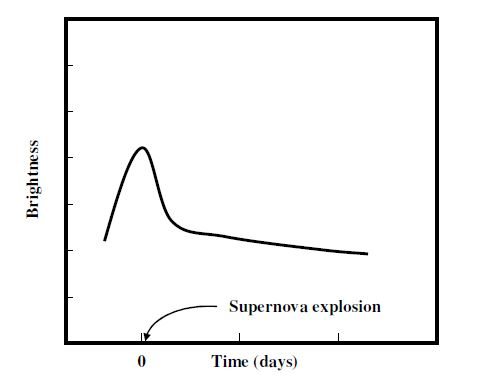 Brightness
Supernova explosion
0
Time (days)